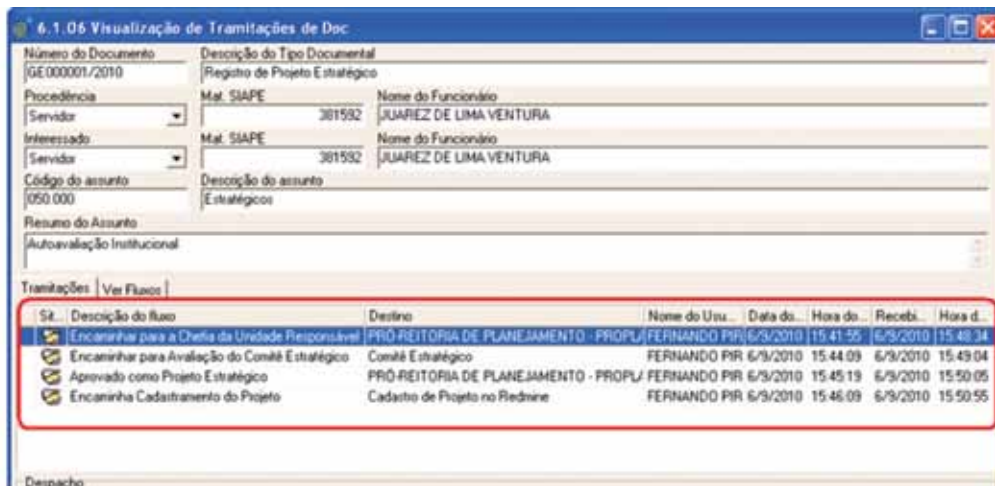 6.1.06 Visualização de Tramitações de Doc
Número do Documento Descrição do Tipo Documental
GE000001/2010 Registro de Projeto Estratégico
Procedência Mat. SIAPE Nome do Funcionário
Servidor 381592 JUAREZ DE LIMA VENTURA
Interessado Mat. SIAPE Nome do Funcionário
Servidor 381592 JUAREZ DE LIMA VENTURA
Código do assunto Descrição do assunto
050.000 Estratégicos
Resumo do Assunto
Autoavaliação Institucional
Tramitações Ver Fluxos
Sit... Descrição do fluxo Destino Nome do Usu... Data do... Hora do... Recebi... Hora d...
Encaminhar para a Chefia da Unidade Responsável PRÓ-REITORIA DE PLANEJAMENTO - PROPL FERNANDO PIR 6/9/2010 15:41:55 6/9/2010 15:48:34
Encaminhar para Avaliação do Comitê Estratégico Comitê Estratégico FERNANDO PIR 6/9/2010 15:44:09 6/9/2010 15:49:04
Aprovado como Projeto Estratégico PRÓ-REITORIA DE PLANEJAMENTO - PROPL FERNANDO PIR 6/9/2010 15:45:19 6/9/2010 15:50:05
Encaminha Cadastramento do Projeto Cadastro de Projeto no Redmine FERNANDO PIR 6/9/2010 15:46:09 6/9/2010 15:50:55
Despacho